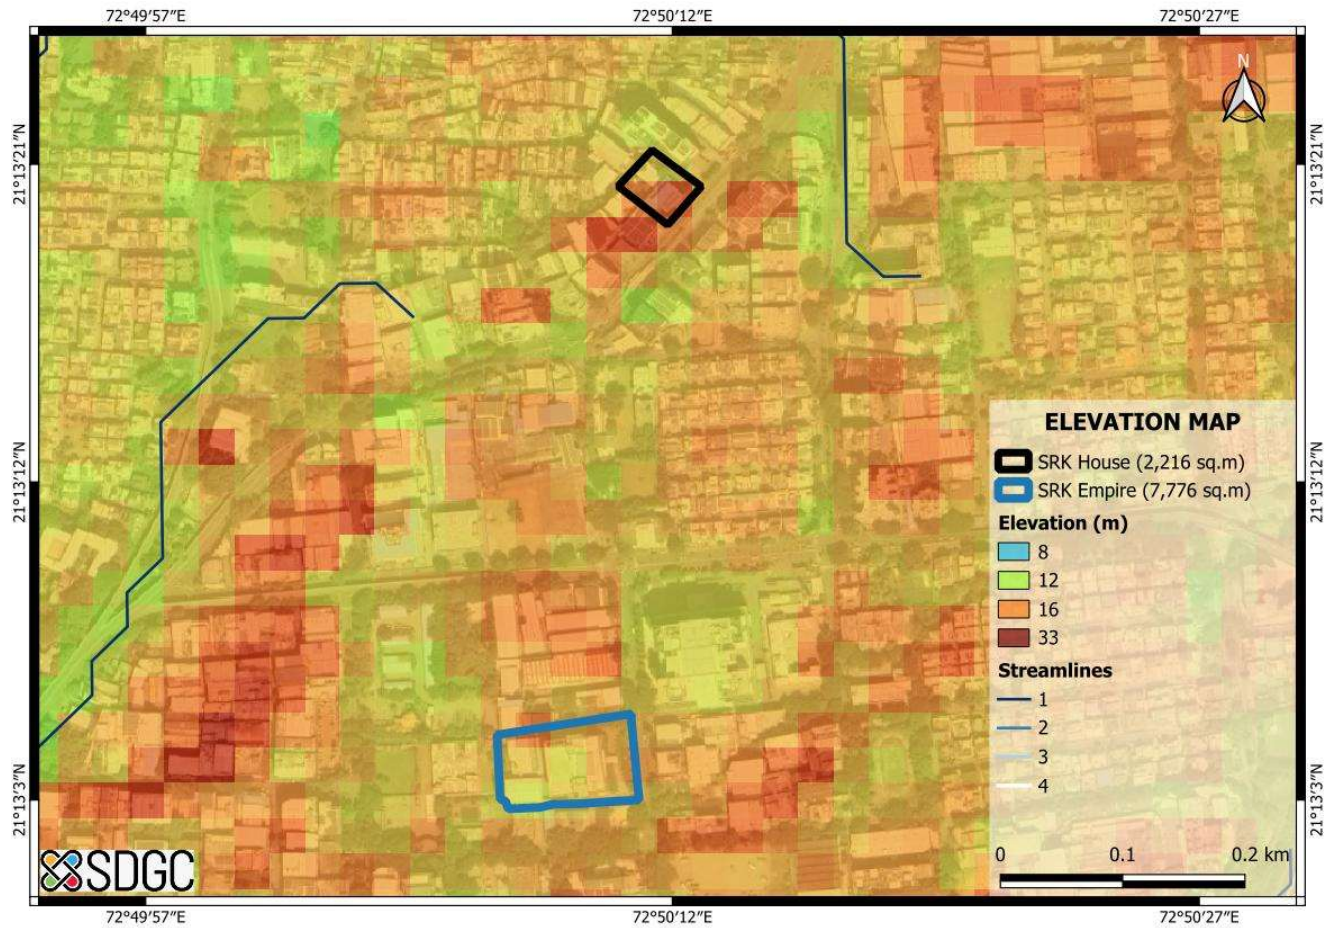 72°49′57″E 72°50′12″E 72°50′27″E
N
21°13′21″N 21°13′21″N
ELEVATION MAP
SRK House (2,216 sq.m)
SRK Empire (7,776 sq.m)
21°13′12″N 21°13′12″N
Elevation (m)
8
12
16
33
Streamlines
1
2
3
4
21°13′3″N 21°13′3″N
0 0.1 0.2 km
SDGC
72°49′57″E 72°50′12″E 72°50′27″E